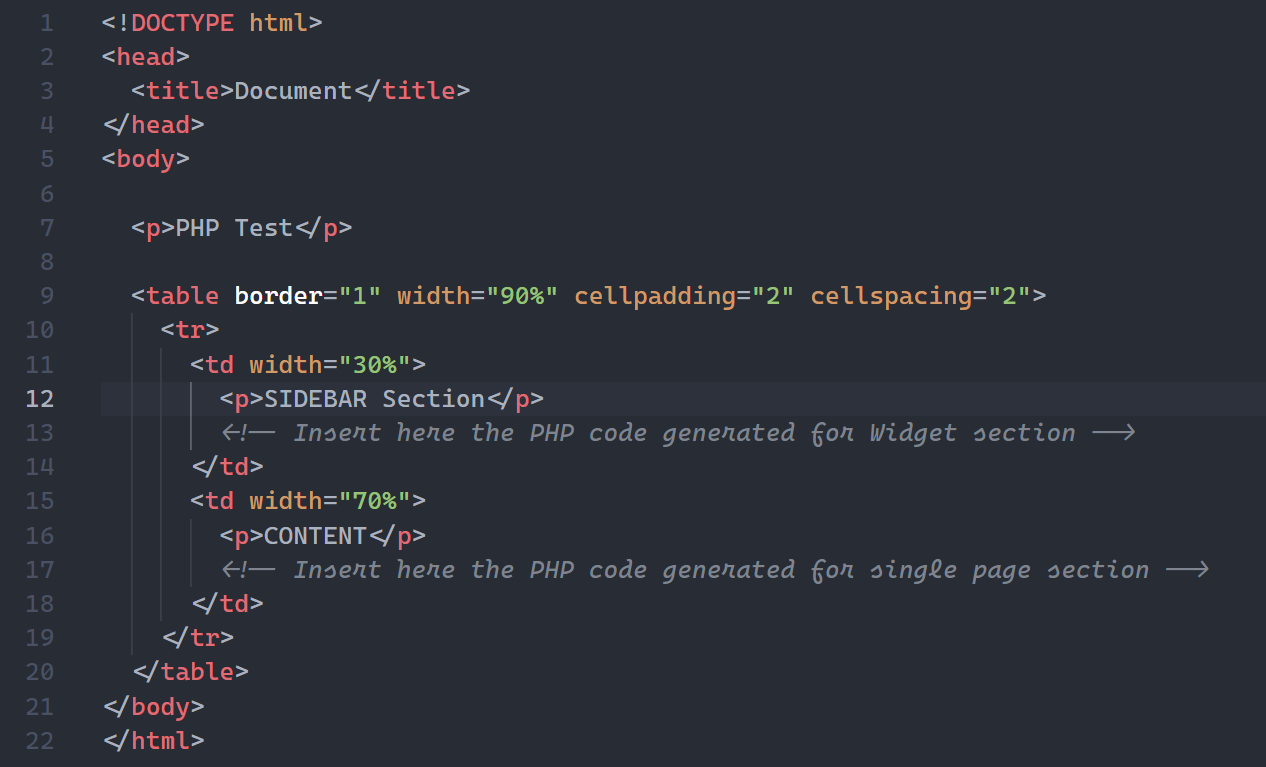 1 <!DOCTYPE html>
2 <head>
3   <title>Document</title>
4 </head>
5 <body>
6
7   <p>PHP Test</p>
8
9   <table border="1" width="90%" cellpadding="2" cellspacing="2">
10     <tr>
11       <td width="30%">
12         <p>SIDEBAR Section</p>
13         <!-- Insert here the PHP code generated for Widget section -->
14       </td>
15       <td width="70%">
16         <p>CONTENT</p>
17         <!-- Insert here the PHP code generated for single page section -->
18       </td>
19     </tr>
20   </table>
21 </body>
22 </html>